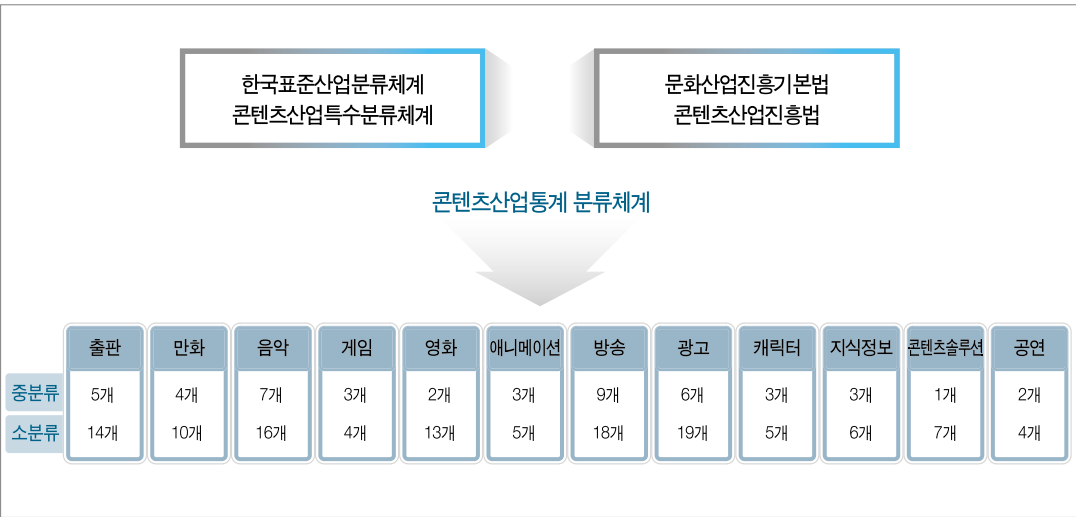 한국표준산업분류체계
콘텐츠산업특수분류체계
문화산업진흥기본법
콘텐츠산업진흥법
콘텐츠산업통계 분류체계
출판 만화 음악 게임 영화 애니메이션 방송 광고 캐릭터 지식정보 콘텐츠솔루션 공연
중분류 5개 4개 7개 3개 2개 3개 9개 6개 3개 3개 1개 2개
소분류 14개 10개 16개 4개 13개 5개 18개 19개 5개 6개 7개 4개